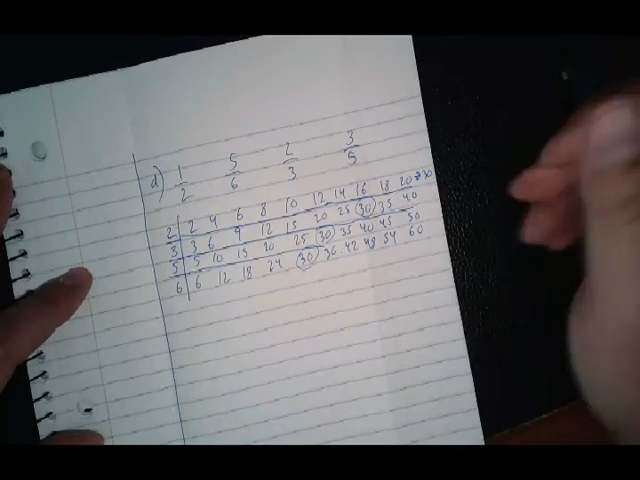 d) 1/2 5/6 2/3 3/5
2 | 2 4 6 8 10 12 14 16 18 20 30
3 | 3 6 9 12 15 20 25 30 35 40
5 | 5 10 15 20 25 30 35 40 45 50
6 | 6 12 18 24 30 36 42 48 54 60